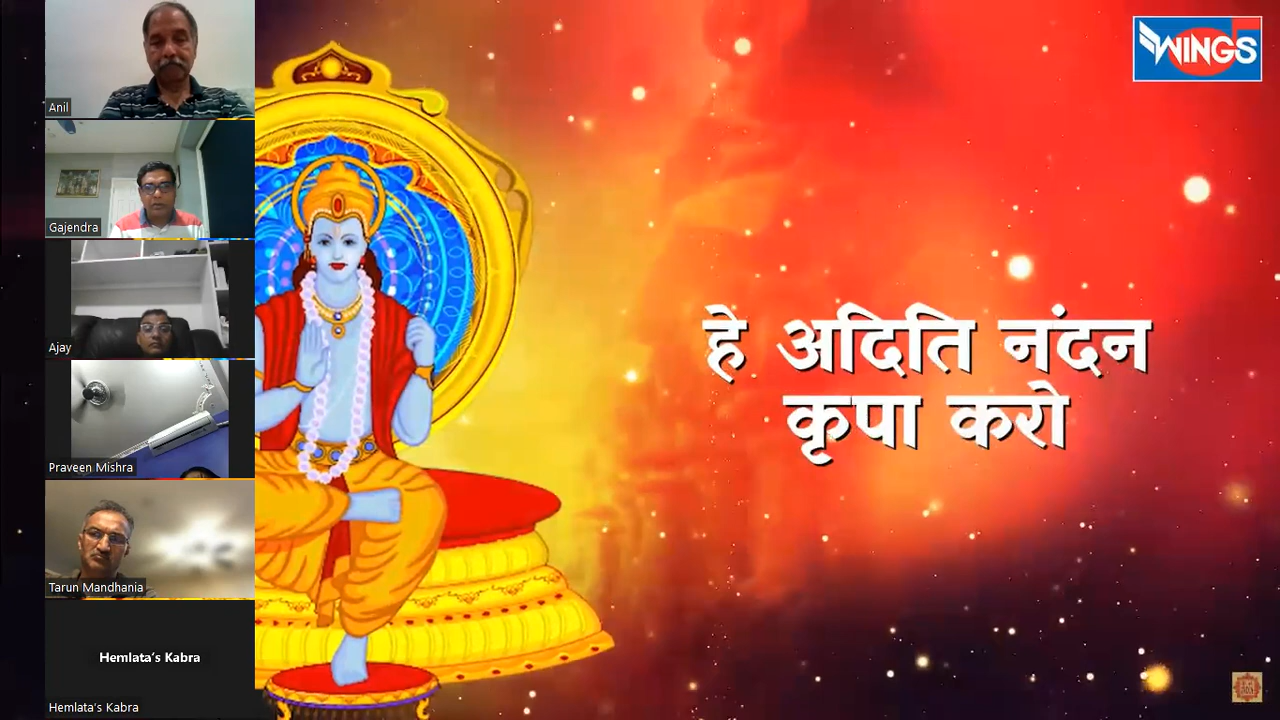 Anil
Gajendra
Ajay
Praveen Mishra
Tarun Mandhania
Hemlata's Kabra
Hemlata's Kabra
WINGS
हे अदिति नंदन
कृपा करो